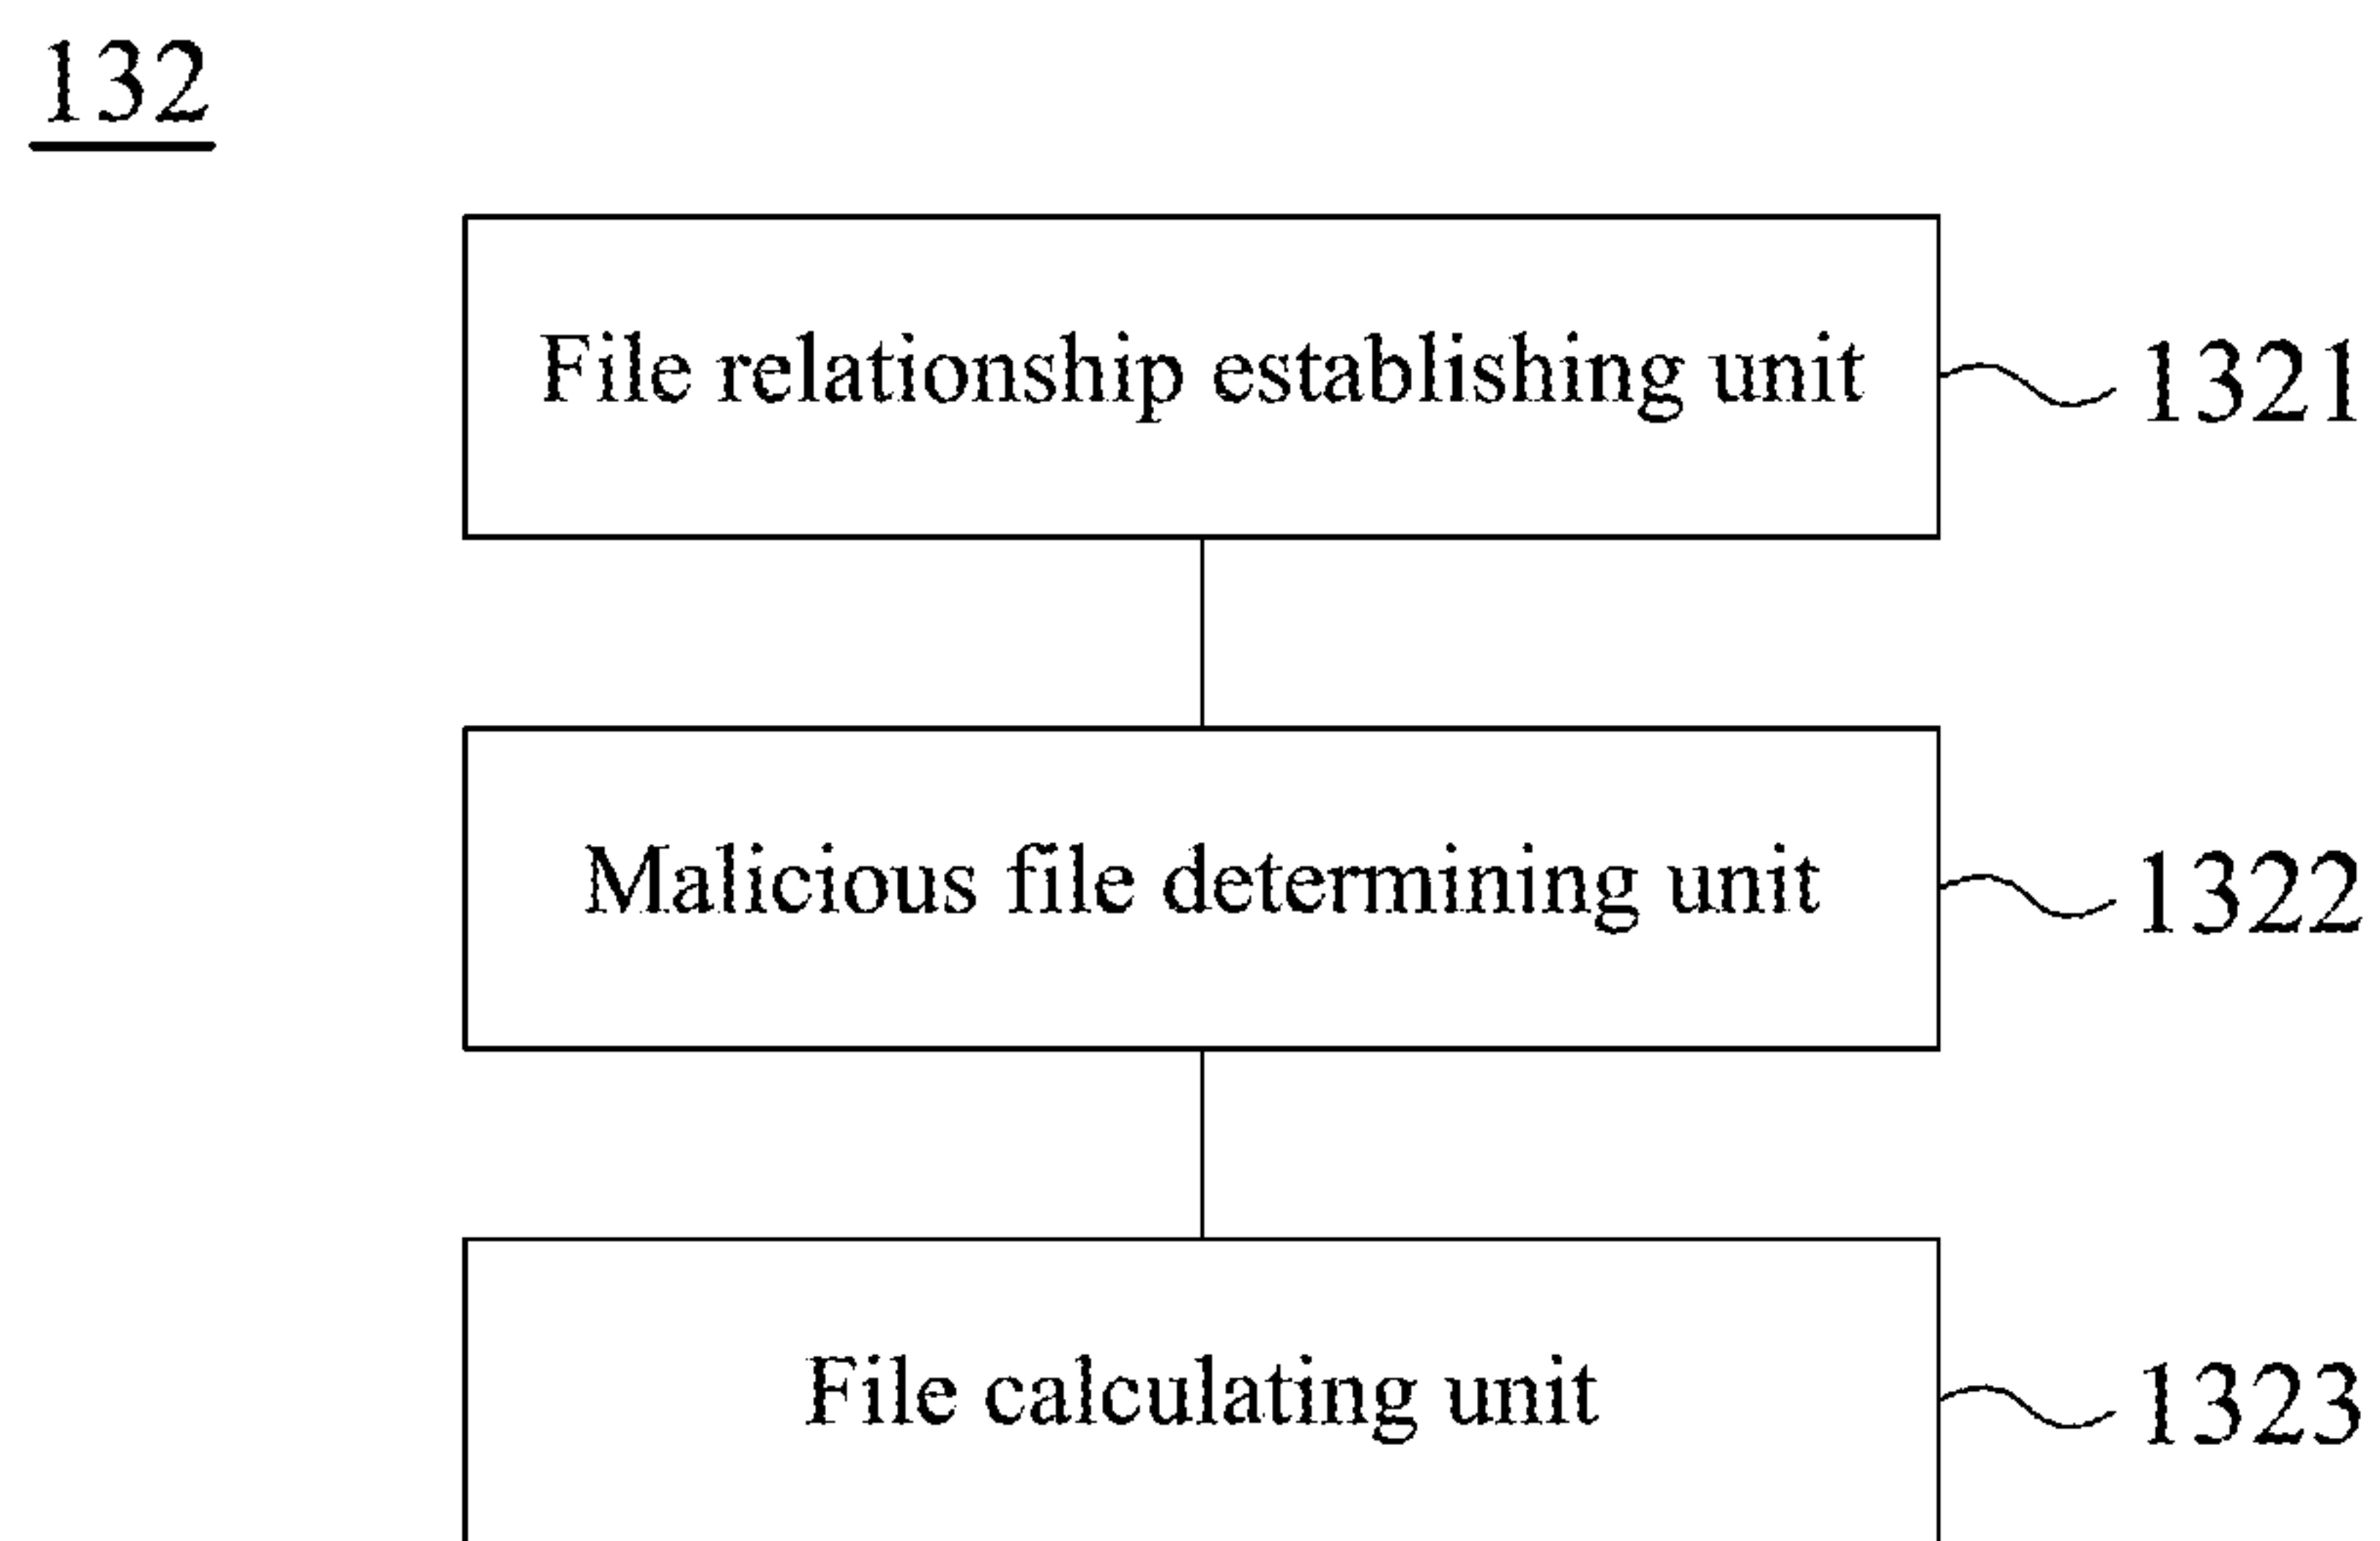 132
File relationship establishing unit
1321
Malicious file determining unit
1322
File calculating unit
1323